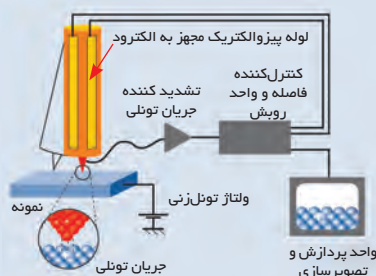 لوله پیزوالکتریک مجهز به الکترود
کنترل‌کننده
فاصله و واحد
روبش
تشدید کننده
جریان تونلی
ولتاژ تونل‌زنی
نمونه
جریان تونلی
واحد پردازش و
تصویرسازی